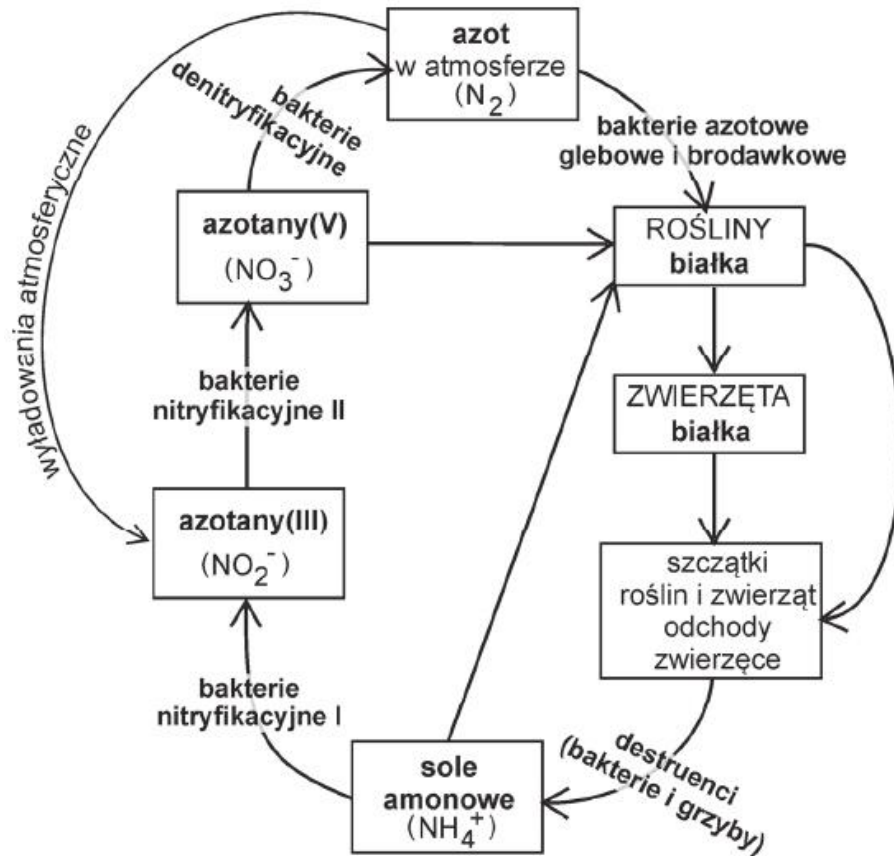 azot
w atmosferze
(N₂)
bakterie
denitryfikacyjne
bakterie azotowe
glebowe i brodawkowe
wyładowania atmosferyczne
azotany(V)
(NO₃⁻)
ROŚLINY
białka
bakterie
nitryfikacyjne II
ZWIERZĘTA
białka
azotany(III)
(NO₂⁻)
szczątki
roślin i zwierząt
odchody
zwierzęce
bakterie
nitryfikacyjne I
destruenci
(bakterie i grzyby)
sole
amonowe
(NH₄⁺)